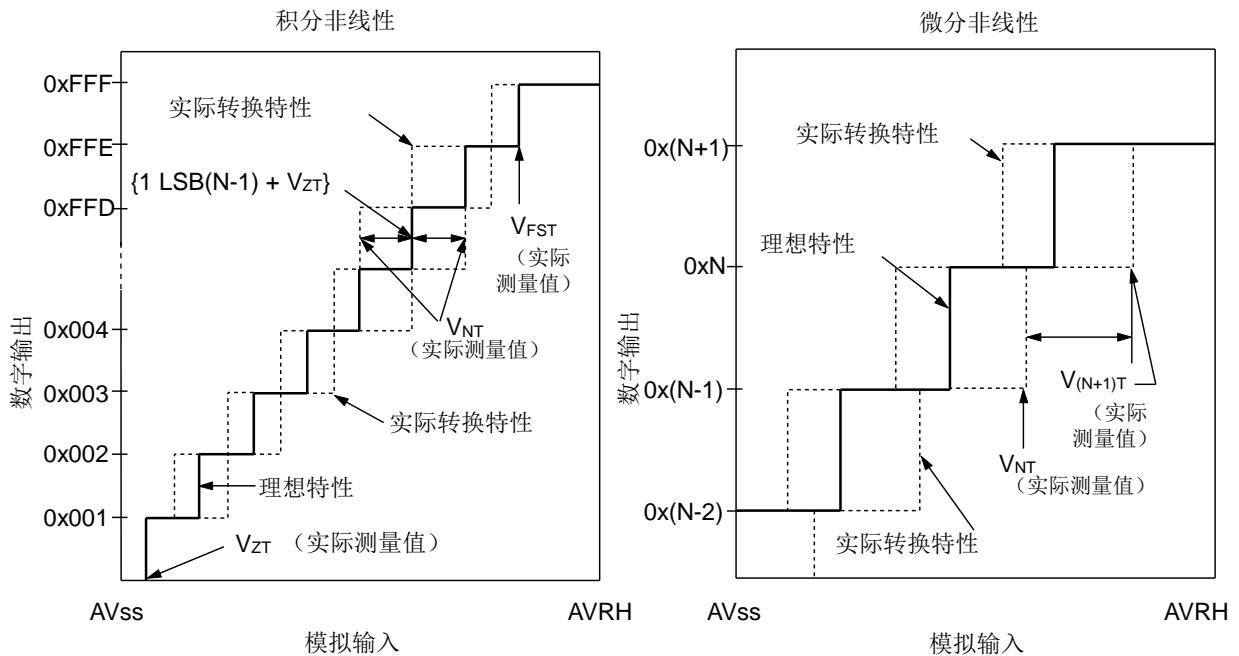 积分非线性
0xFFF
0xFFE
{1 LSB(N-1) + VZT}
0xFFD
0x004
0x003
0x002
0x001
数字输出
实际转换特性
VFST
（实际
测量值）
VNT
（实际测量值）
实际转换特性
理想特性
VZT （实际测量值）
AVss
AVRH
模拟输入
微分非线性
0x(N+1)
0xN
0x(N-1)
0x(N-2)
数字输出
实际转换特性
理想特性
V(N+1)T
（实际
测量值）
VNT
（实际测量值）
实际转换特性
AVss
AVRH
模拟输入